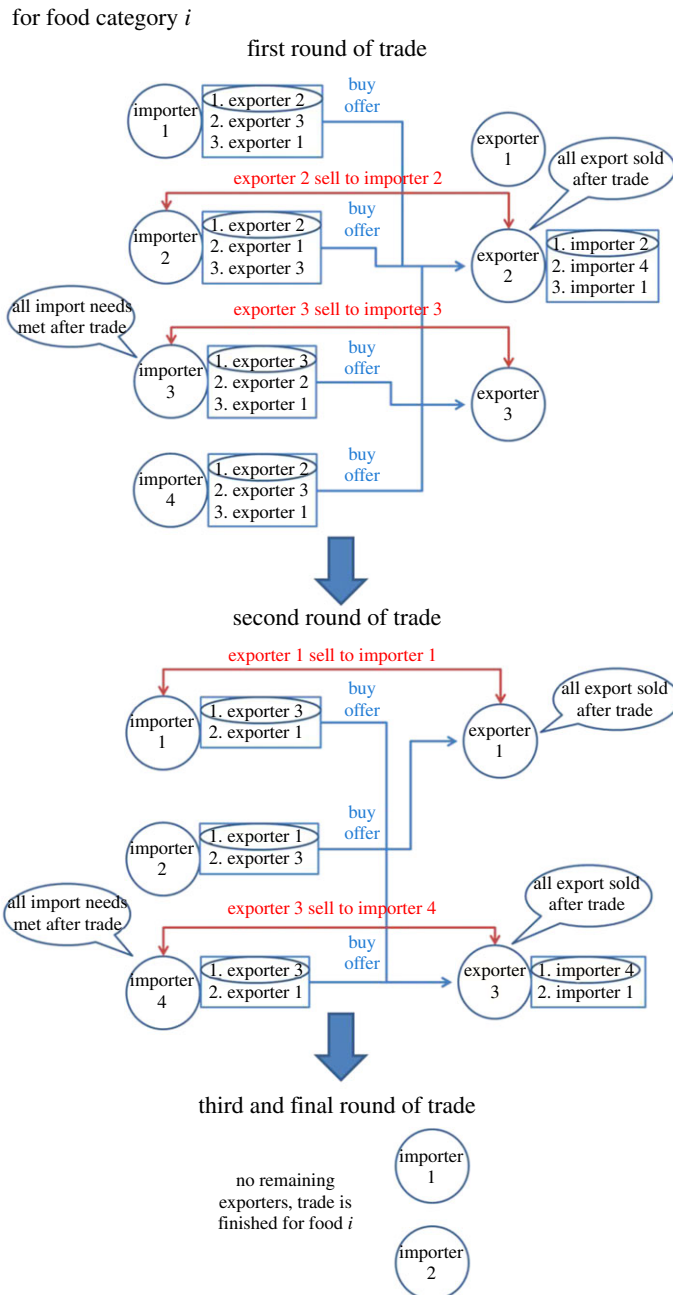 for food category i
first round of trade
importer
1
1. exporter 2
2. exporter 3
3. exporter 1
buy
offer
exporter
1
all export sold
after trade
exporter 2 sell to importer 2
importer
2
1. exporter 2
2. exporter 1
3. exporter 3
buy
offer
exporter
2
1. importer 2
2. importer 4
3. importer 1
all import needs
met after trade
exporter 3 sell to importer 3
importer
3
1. exporter 3
2. exporter 2
3. exporter 1
buy
offer
exporter
3
importer
4
1. exporter 2
2. exporter 3
3. exporter 1
buy
offer
second round of trade
exporter 1 sell to importer 1
importer
1
1. exporter 3
2. exporter 1
buy
offer
exporter
1
all export sold
after trade
importer
2
1. exporter 1
2. exporter 3
buy
offer
all import needs
met after trade
exporter 3 sell to importer 4
all export sold
after trade
importer
4
1. exporter 3
2. exporter 1
buy
offer
exporter
3
1. importer 4
2. importer 1
third and final round of trade
no remaining
exporters, trade is
finished for food i
importer
1
importer
2